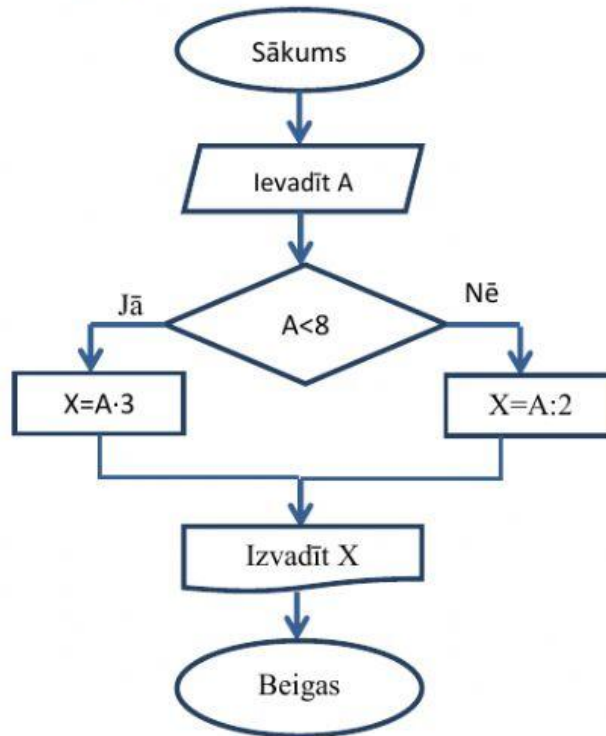 Sākums
Ievadīt A
Jā
Nē
A<8
X=A·3
X=A:2
Izvadīt X
Beigas